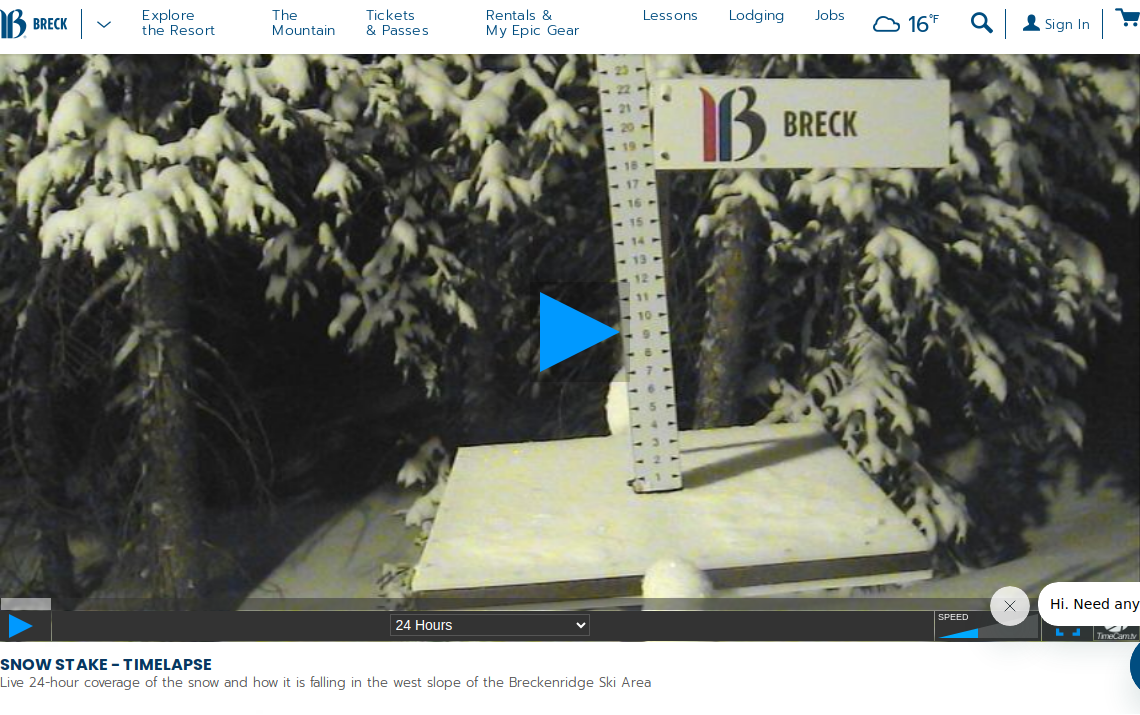 BRECK
Explore
the Resort
The
Mountain
Tickets
& Passes
Rentals &
My Epic Gear
Lessons
Lodging
Jobs
16°F
Sign In
23
22
21
20
19
18
17
16
15
14
13
12
11
10
9
8
7
6
5
4
3
2
1
B BRECK
24 Hours
SPEED
Hi. Need any
TimeCam.tv
SNOW STAKE - TIMELAPSE
Live 24-hour coverage of the snow and how it is falling in the west slope of the Breckenridge Ski Area